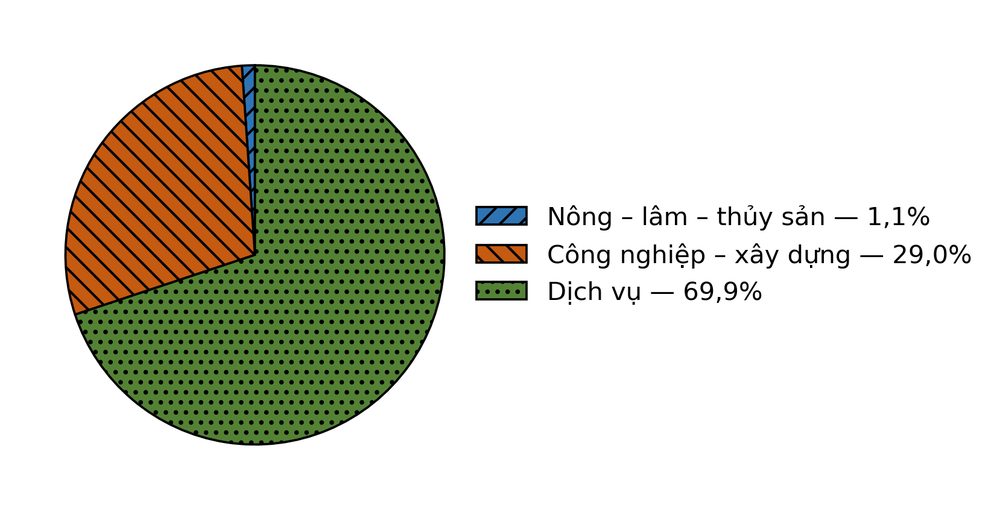 Nông – lâm – thủy sản — 1,1%
Công nghiệp – xây dựng — 29,0%
Dịch vụ — 69,9%